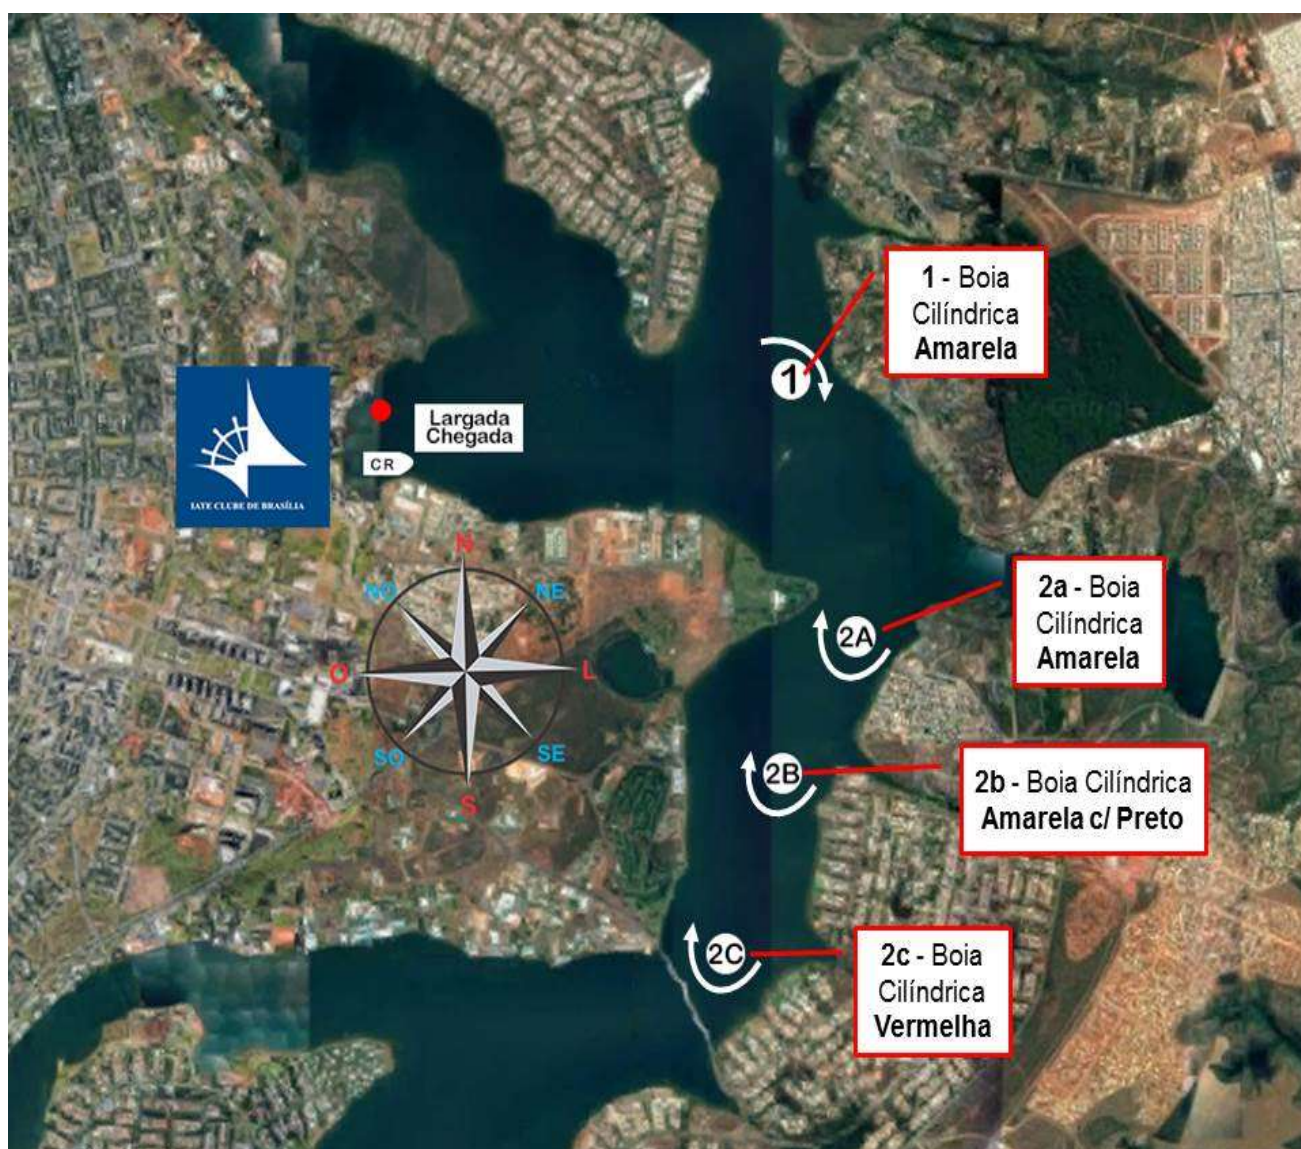 1 - Boia
Cilíndrica
Amarela
1
IATE CLUBE DE BRASÍLIA
Largada
Chegada
CR
N
NO
NE
O
L
SO
SE
S
2A
2a - Boia
Cilíndrica
Amarela
2B
2b - Boia Cilíndrica
Amarela c/ Preto
2C
2c - Boia
Cilíndrica
Vermelha